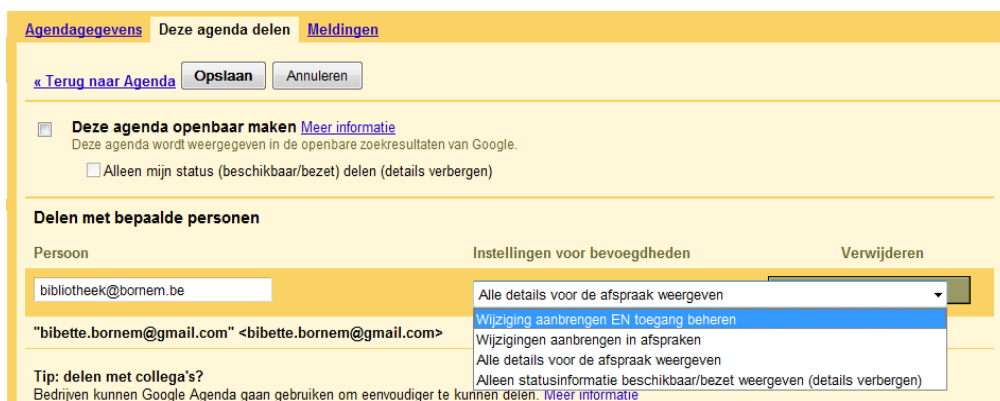 Agendagegevens Deze agenda delen Meldingen
« Terug naar Agenda Opslaan Annuleren
Deze agenda openbaar maken Meer informatie
Deze agenda wordt weergegeven in de openbare zoekresultaten van Google.
Alleen mijn status (beschikbaar/bezet) delen (details verbergen)
Delen met bepaalde personen
Persoon Instellingen voor bevoegdheden Verwijderen
bibliotheek@bornem.be Alle details voor de afspraak weergeven
Wijziging aanbrengen EN toegang beheren
"bibette.bornem@gmail.com" <bibette.bornem@gmail.com> Wijzigingen aanbrengen in afspraken
Alle details voor de afspraak weergeven
Tip: delen met collega's? Alleen statusinformatie beschikbaar/bezet weergeven (details verbergen)
Bedrijven kunnen Google Agenda gaan gebruiken om eenvoudiger te kunnen delen. Meer informatie